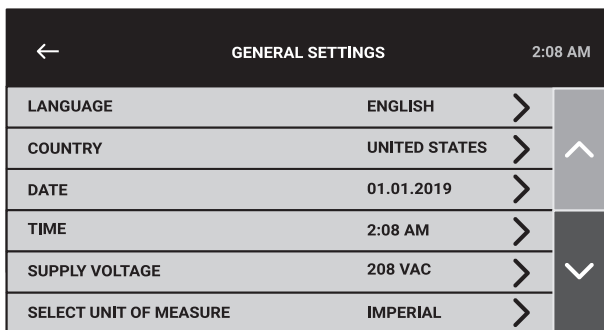 GENERAL SETTINGS 2:08 AM
LANGUAGE ENGLISH
COUNTRY UNITED STATES
DATE 01.01.2019
TIME 2:08 AM
SUPPLY VOLTAGE 208 VAC
SELECT UNIT OF MEASURE IMPERIAL